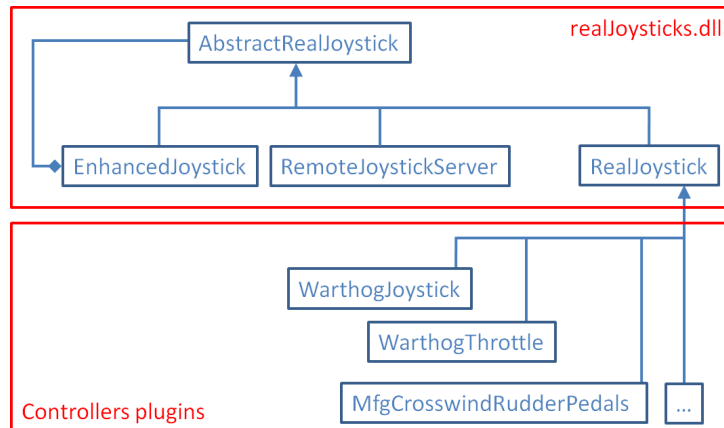 realJoysticks.dll
AbstractRealJoystick
EnhancedJoystick
RemoteJoystickServer
RealJoystick
WarthogJoystick
WarthogThrottle
MfgCrosswindRudderPedals
...
Controllers plugins